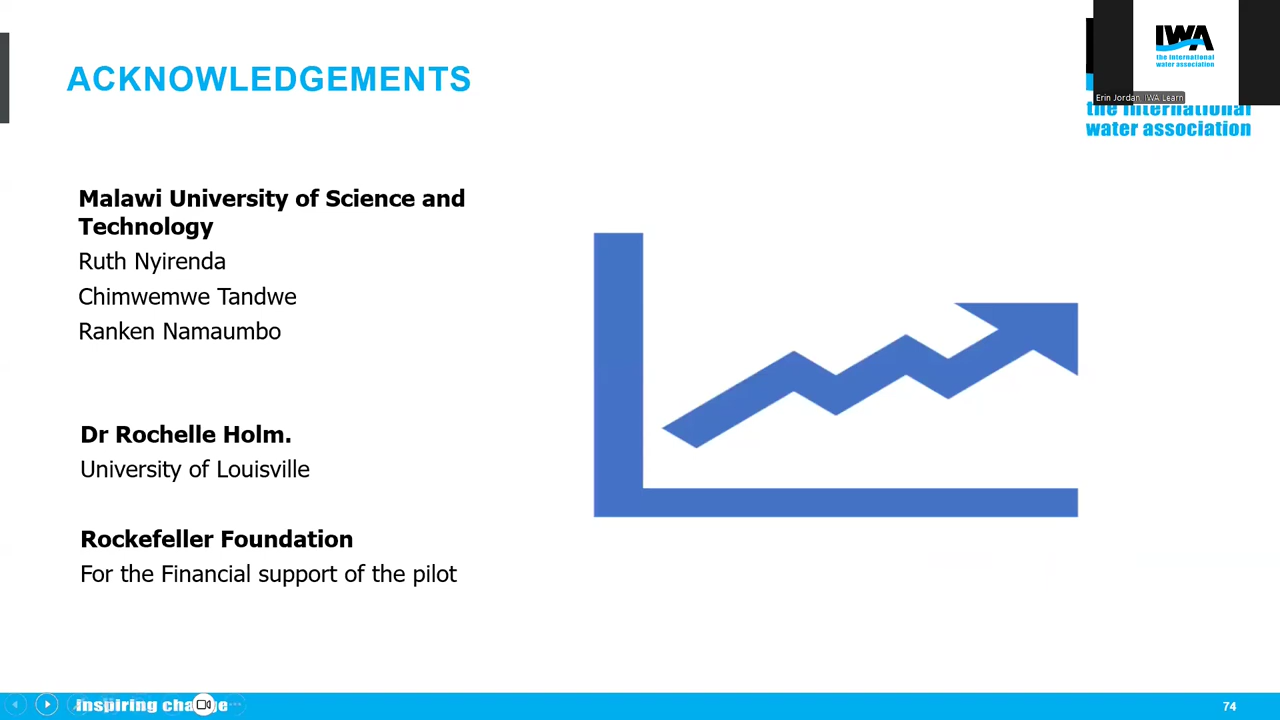 ACKNOWLEDGEMENTS
IWA
the international
water association
Erin Jordan, IWA Learn
the international
water association
Malawi University of Science and
Technology
Ruth Nyirenda
Chimwemwe Tandwe
Ranken Namaumbo
Dr Rochelle Holm.
University of Louisville
Rockefeller Foundation
For the Financial support of the pilot
inspiring change
74